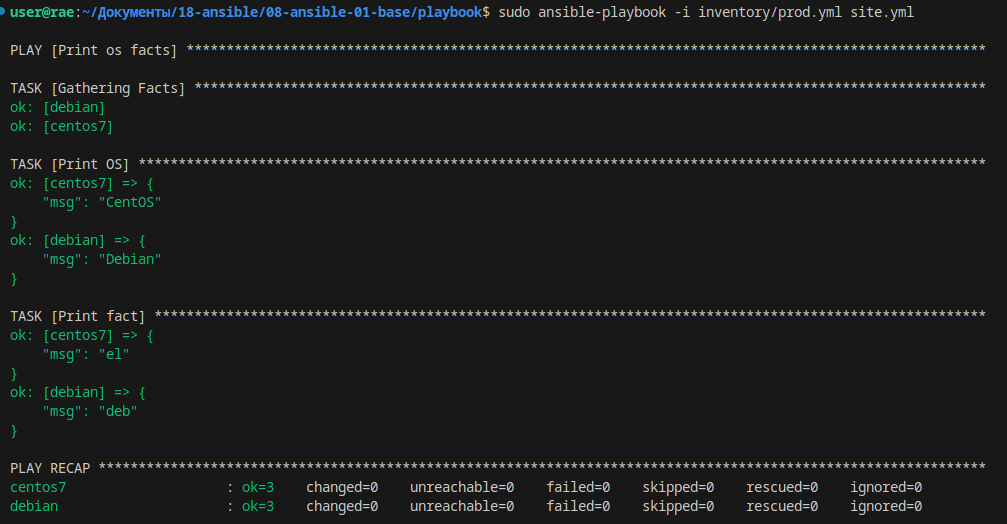 user@rae:~/Документы/18-ansible/08-ansible-01-base/playbook$ sudo ansible-playbook -i inventory/prod.yml site.yml
PLAY [Print os facts] ****************************************************************************************************
TASK [Gathering Facts] ***************************************************************************************************
ok: [debian]
ok: [centos7]
TASK [Print OS] **********************************************************************************************************
ok: [centos7] => {
    "msg": "CentOS"
}
ok: [debian] => {
    "msg": "Debian"
}
TASK [Print fact] ********************************************************************************************************
ok: [centos7] => {
    "msg": "el"
}
ok: [debian] => {
    "msg": "deb"
}
PLAY RECAP ***************************************************************************************************************
centos7                    : ok=3    changed=0    unreachable=0    failed=0    skipped=0    rescued=0    ignored=0
debian                     : ok=3    changed=0    unreachable=0    failed=0    skipped=0    rescued=0    ignored=0